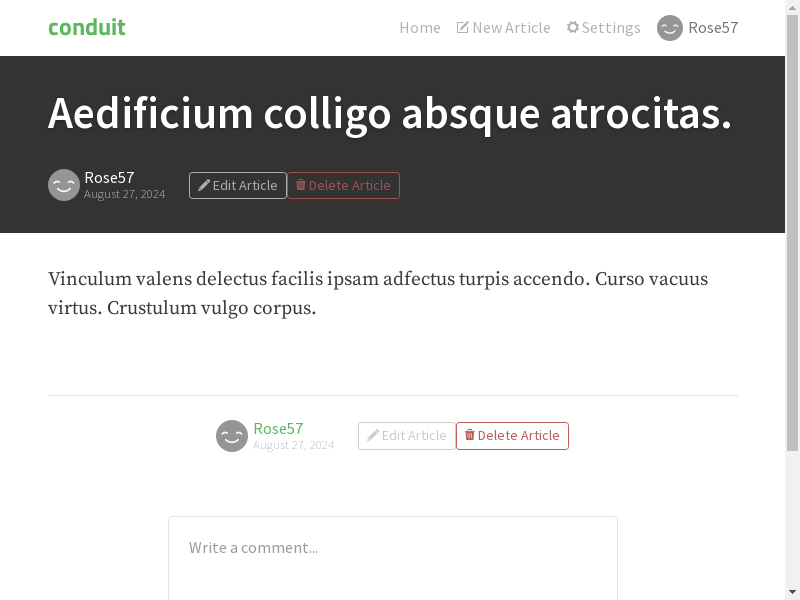 conduit
Home New Article Settings Rose57
Aedificium colligo absque atrocitas.
Rose57
August 27, 2024
Edit Article Delete Article
Vinculum valens delectus facilis ipsam adfectus turpis accendo. Curso vacuus
virtus. Crustulum vulgo corpus.
Rose57
August 27, 2024
Edit Article Delete Article
Write a comment...